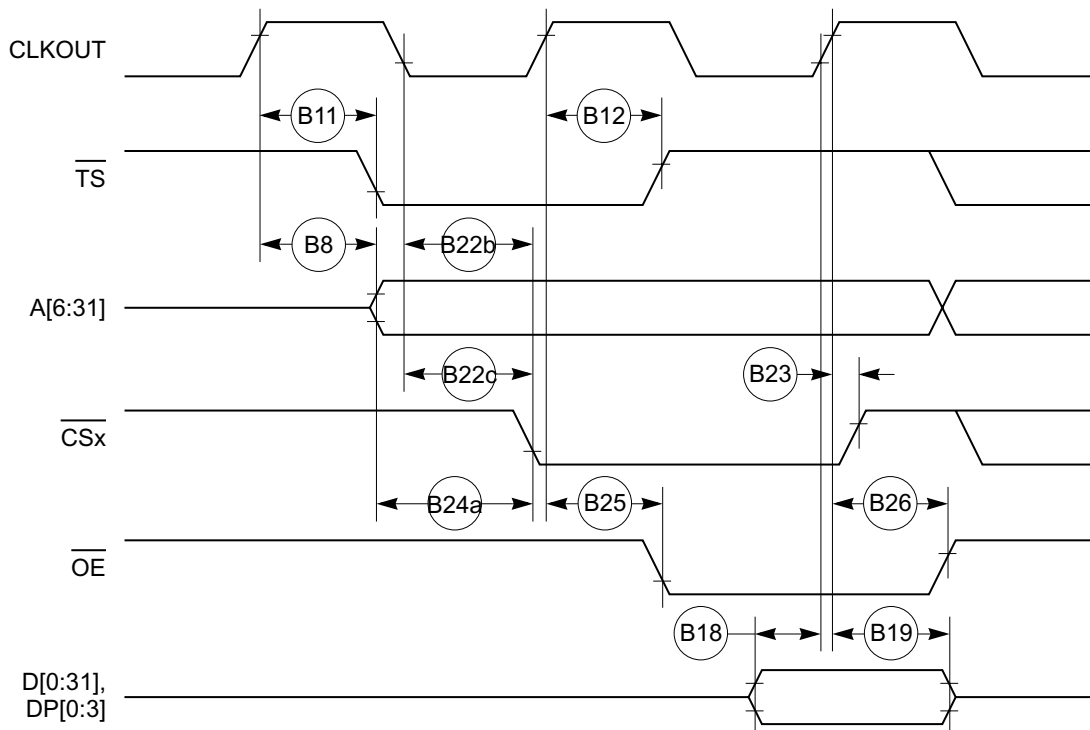 CLKOUT
B11
B12
TS
B8
B22b
A[6:31]
B22c
B23
CSx
B24a
B25
B26
OE
B18
B19
D[0:31],
DP[0:3]